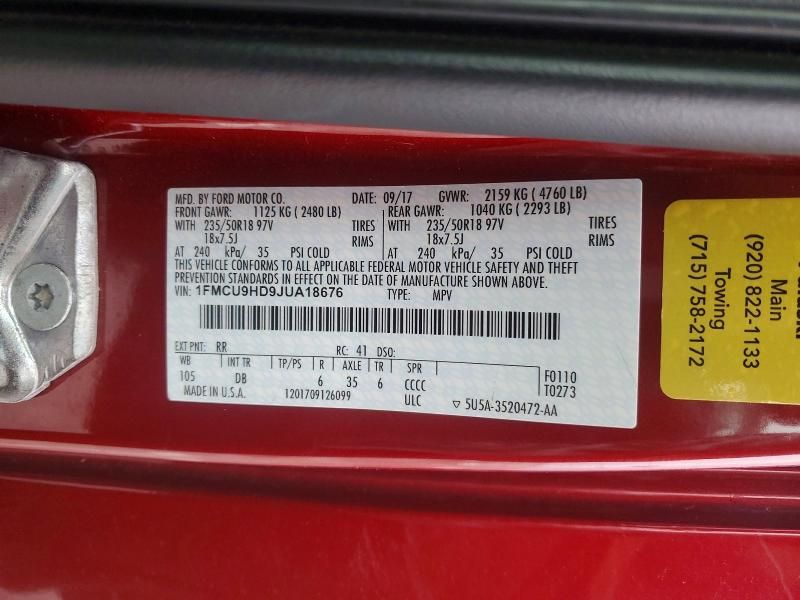 MFD. BY FORD MOTOR CO. DATE: 09/17 GVWR: 2159 KG ( 4760 LB)
FRONT GAWR: 1125 KG ( 2480 LB) REAR GAWR: 1040 KG ( 2293 LB)
WITH 235/50R18 97V TIRES WITH 235/50R18 97V TIRES
18x7.5J RIMS 18x7.5J RIMS
AT 240 kPa/ 35 PSI COLD AT 240 kPa/ 35 PSI COLD
THIS VEHICLE CONFORMS TO ALL APPLICABLE FEDERAL MOTOR VEHICLE SAFETY AND THEFT
PREVENTION STANDARDS IN EFFECT ON THE DATE OF MANUFACTURE SHOWN ABOVE.
VIN: 1FMCU9HD9JUA18676 TYPE: MPV
EXT PNT: RR RC: 41 DSO:
WB INT TR TP/PS R AXLE TR SPR
105 DB 6 35 6 CCCC
MADE IN U.S.A. 1201709126099 ULC
F0110
T0273
▽ 5U5A-3520472-AA
Main
(920) 822-1133
Towing
(715) 758-2172